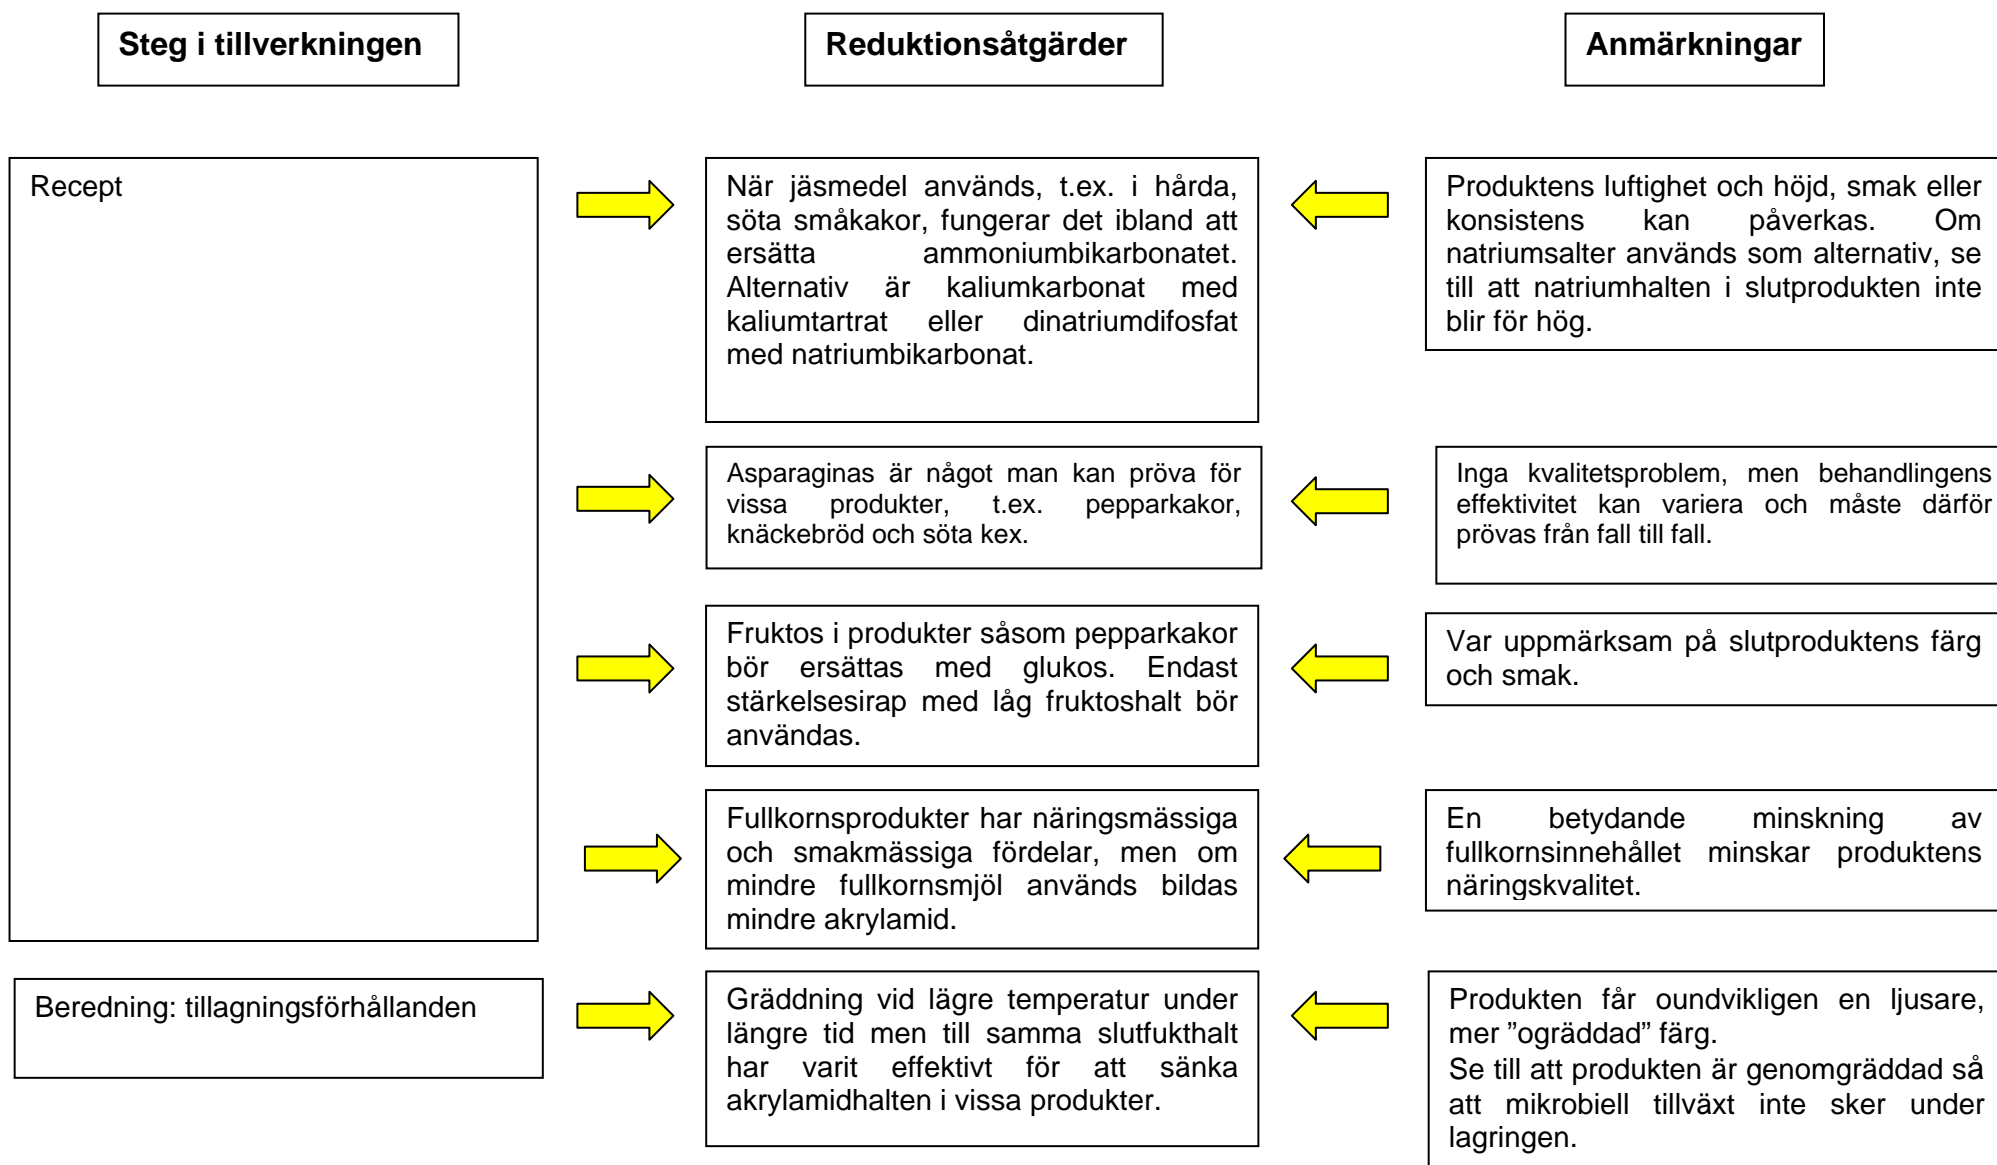 Steg i tillverkningen
Reduktionsåtgärder
Anmärkningar
Recept
När jäsmedel används, t.ex. i hårda,
söta småkakor, fungerar det ibland att
ersätta ammoniumbikarbonatet.
Alternativ är kaliumkarbonat med
kaliumtartrat eller dinatriumdifosfat
med natriumbikarbonat.
Produktens luftighet och höjd, smak eller
konsistens kan påverkas. Om
natriumsalter används som alternativ, se
till att natriumhalten i slutprodukten inte
blir för hög.
Asparaginas är något man kan pröva för
vissa produkter, t.ex. pepparkakor,
knäckebröd och söta kex.
Inga kvalitetsproblem, men behandlingens
effektivitet kan variera och måste därför
prövas från fall till fall.
Fruktos i produkter såsom pepparkakor
bör ersättas med glukos. Endast
stärkelsesirap med låg fruktoshalt bör
användas.
Var uppmärksam på slutproduktens färg
och smak.
Fullkornsprodukter har näringsmässiga
och smakmässiga fördelar, men om
mindre fullkornsmjöl används bildas
mindre akrylamid.
En betydande minskning av
fullkornsinnehållet minskar produktens
näringskvalitet.
Beredning: tillagningsförhållanden
Gräddning vid lägre temperatur under
längre tid men till samma slutfukthalt
har varit effektivt för att sänka
akrylamidhalten i vissa produkter.
Produkten får oundvikligen en ljusare,
mer ”ogräddad” färg.
Se till att produkten är genomgräddad så
att mikrobiell tillväxt inte sker under
lagringen.